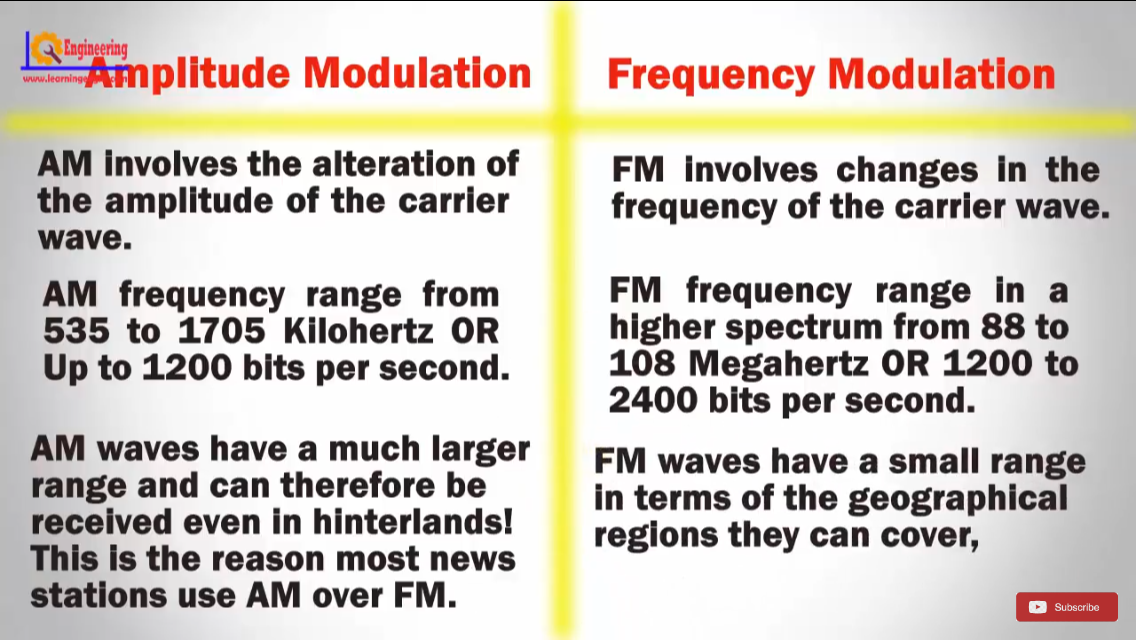 Engineering
www.learninge
Amplitude Modulation
AM involves the alteration of
the amplitude of the carrier
wave.
AM frequency range from
535 to 1705 Kilohertz OR
Up to 1200 bits per second.
AM waves have a much larger
range and can therefore be
received even in hinterlands!
This is the reason most news
stations use AM over FM.
Frequency Modulation
FM involves changes in the
frequency of the carrier wave.
FM frequency range in a
higher spectrum from 88 to
108 Megahertz OR 1200 to
2400 bits per second.
FM waves have a small range
in terms of the geographical
regions they can cover,
Subscribe